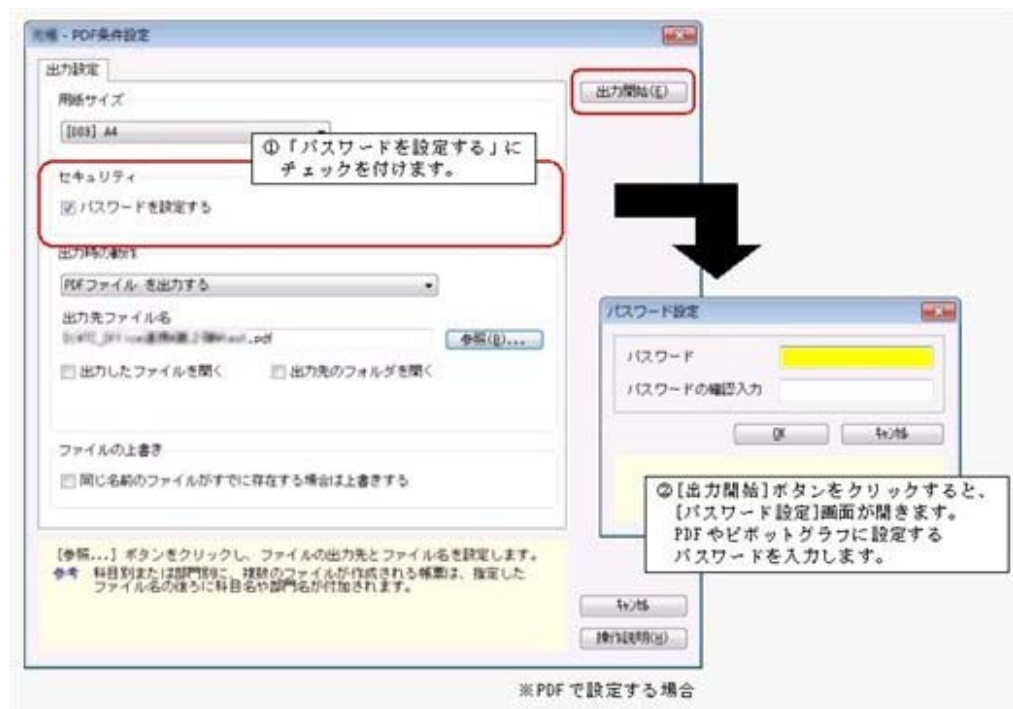 - PDF条件設定
出力設定
出力開始(E)
用紙サイズ
[003] A4
①「パスワードを設定する」に
チェックを付けます。
セキュリティ
パスワードを設定する
出力時の動作
PDFファイル を出力する
出力先ファイル名
.pdf
参照(B)...
出力したファイルを開く
出力先のフォルダを開く
ファイルの上書き
同じ名前のファイルがすでに存在する場合は上書きする
[参照...] ボタンをクリックし、ファイルの出力先とファイル名を設定します。
参考 科目別または部門別に、複数のファイルが作成される帳票は、指定した
ファイル名の後ろに科目名や部門名が付加されます。
キャンセル
操作説明(H)
パスワード設定
パスワード
パスワードの確認入力
OK
キャンセル
②[出力開始]ボタンをクリックすると、
[パスワード設定]画面が開きます。
PDFやピボットグラフに設定する
パスワードを入力します。
※PDFで設定する場合